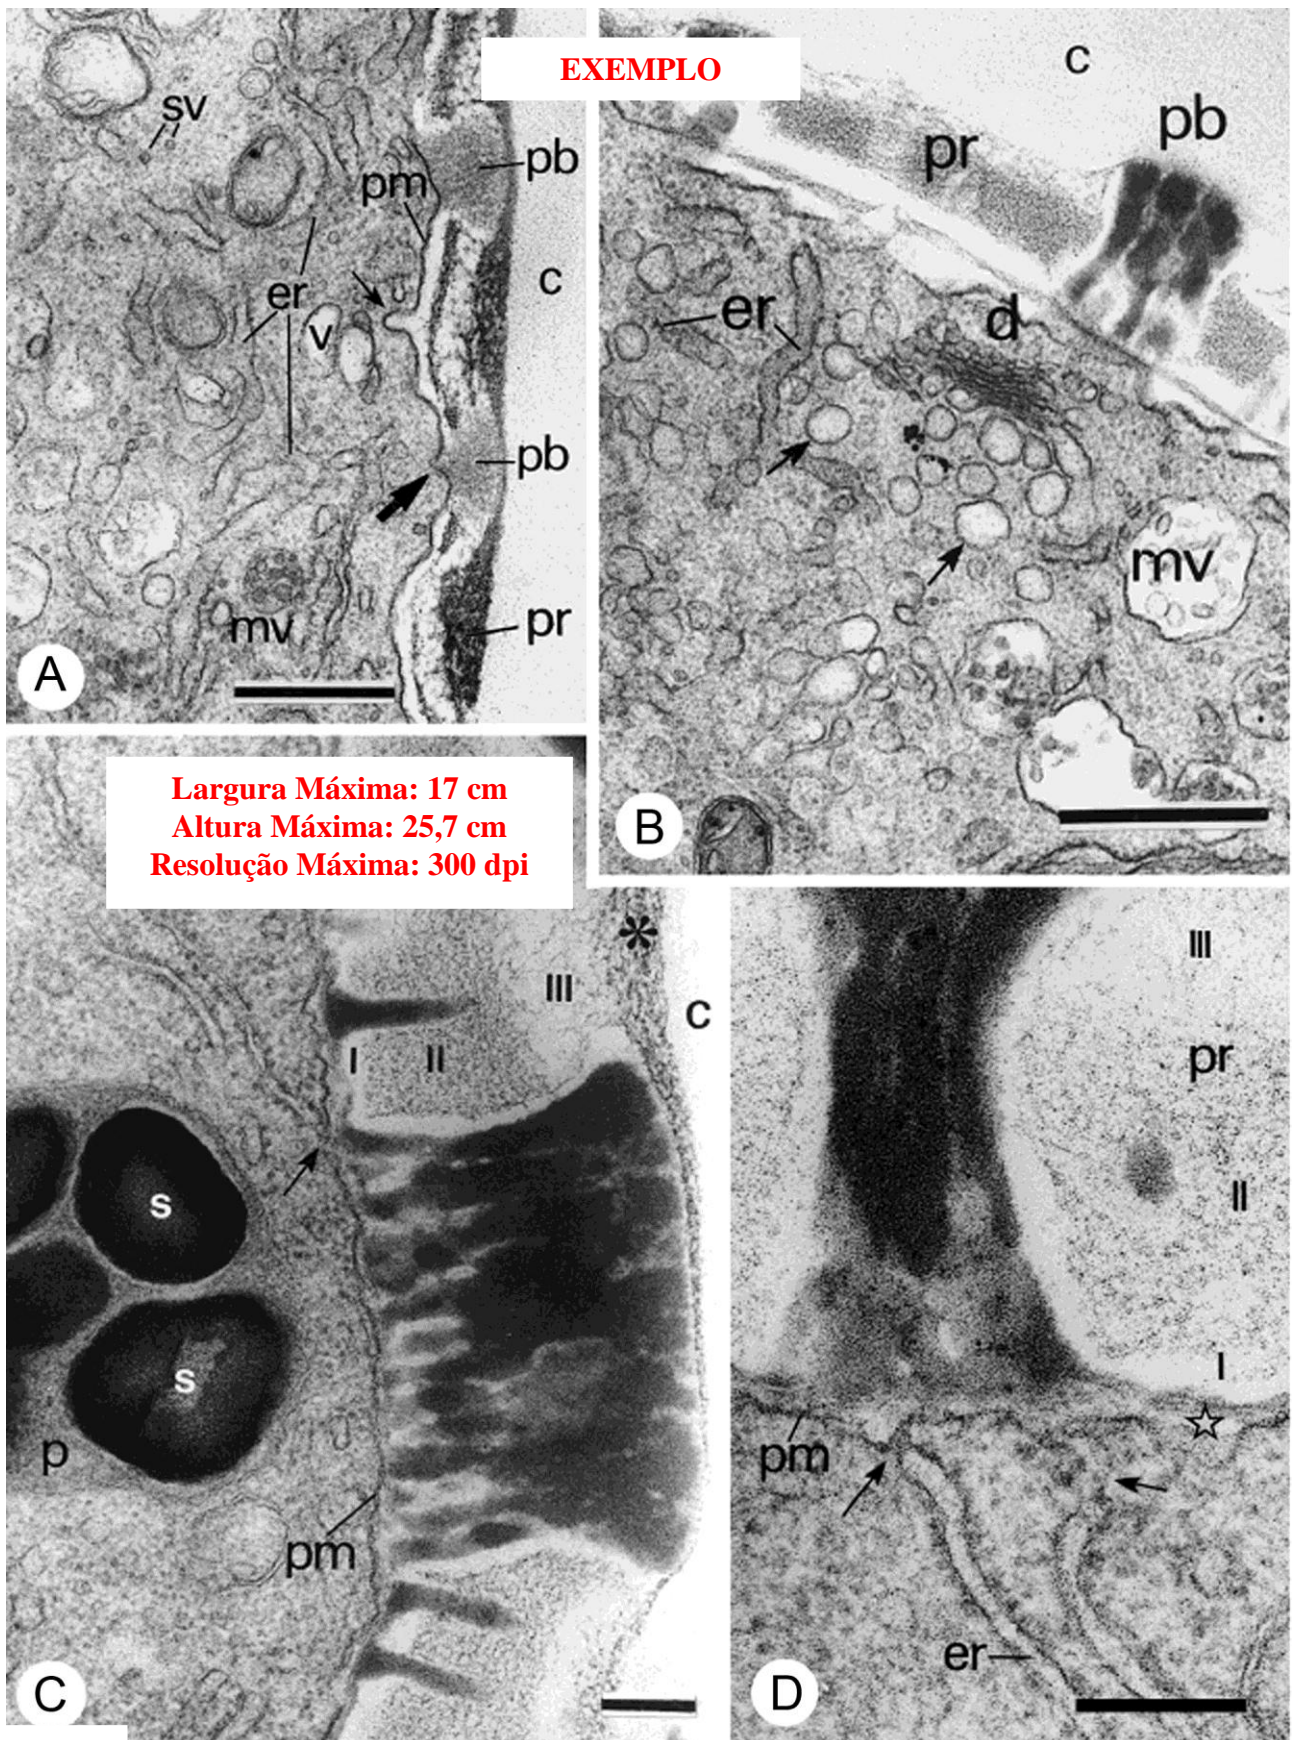 EXEMPLO
sv
pb
pm
c
er
v
pb
mv
pr
A
c
pb
pr
er
d
mv
B
Largura Máxima: 17 cm
Altura Máxima: 25,7 cm
Resolução Máxima: 300 dpi
*
III
c
I II
s
s
p
pm
C
III
pr
II
I
pm
er
D